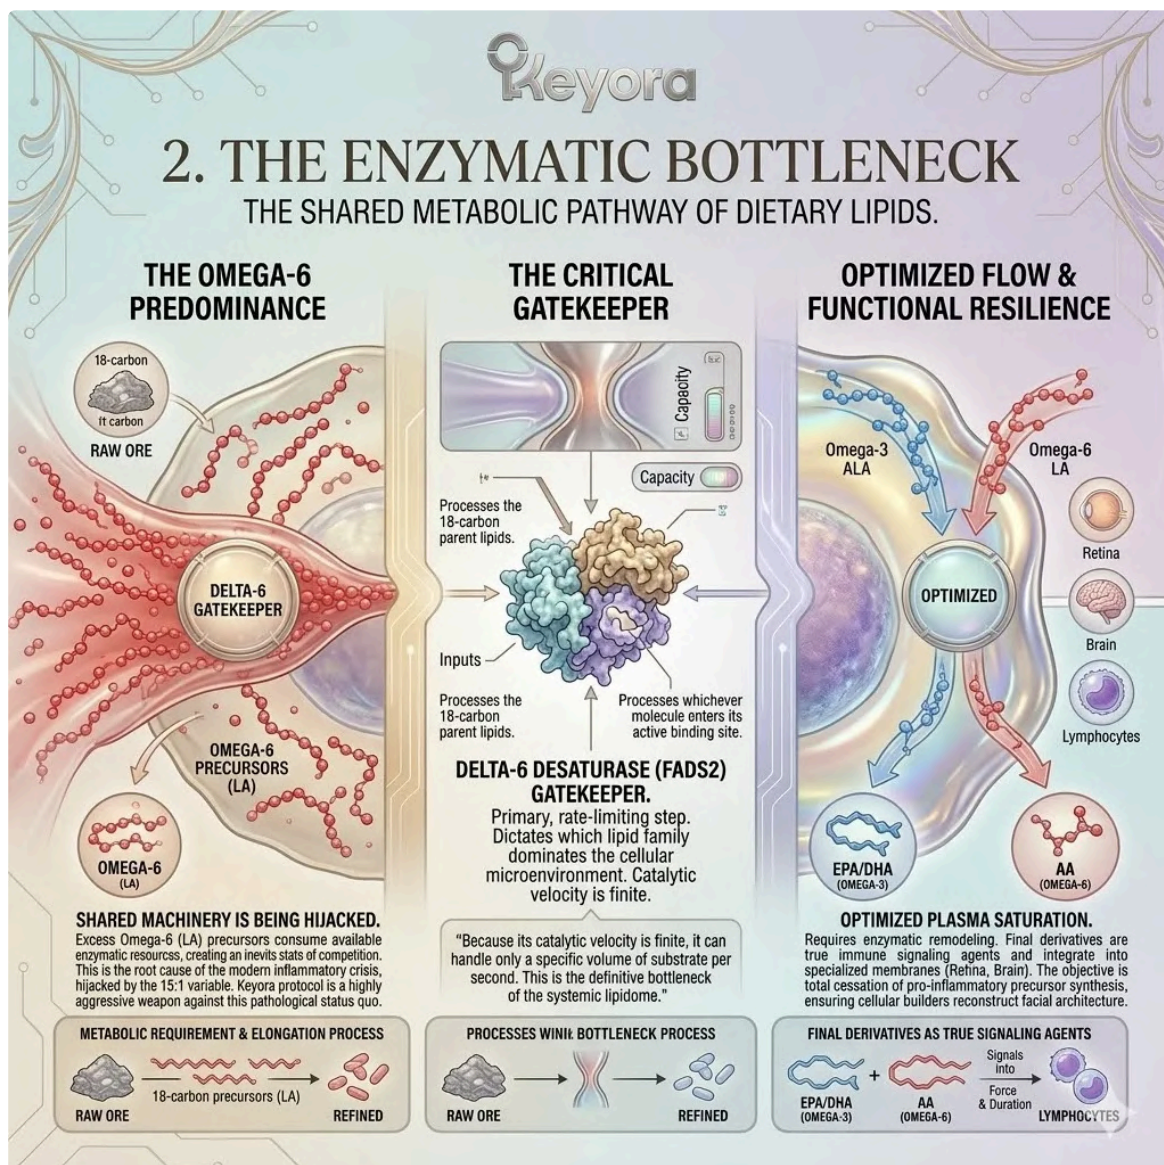 Keyora
2. THE ENZYMATIC BOTTLENECK
THE SHARED METABOLIC PATHWAY OF DIETARY LIPIDS.
THE OMEGA-6
PREDOMINANCE
18-carbon
ft carbon
RAW ORE
DELTA-6
GATEKEEPER
OMEGA-6
PRECURSORS
(LA)
OMEGA-6
(LA)
SHARED MACHINERY IS BEING HIJACKED.
Excess Omega-6 (LA) precursors consume available
enzymatic resourcss, creating an inevits stats of competition.
This is the root cause of the modern inflammatory crisis,
hijacked by the 15:1 variable. Keyora protocol is a highly
aggressive weapon against this pathological status quo.
METABOLIC REQUIREMENT & ELONGATION PROCESS
RAW ORE
18-carbon precursors (LA)
REFINED
THE CRITICAL
GATEKEEPER
Capacity
Capacity
Processes the
18-carbon
parent lipids.
Inputs
Processes the
18-carbon
parent lipids.
Processes whichever
molecule enters its
active binding site.
DELTA-6 DESATURASE (FADS2)
GATEKEEPER.
Primary, rate-limiting step.
Dictates which lipid family
dominates the cellular
microenvironment. Catalytic
velocity is finite.
"Because its catalytic velocity is finite, it can
handle only a specific volume of substrate per
second. This is the definitive bottleneck
of the systemic lipidome."
PROCESSES BOTTLENECK PROCESS
RAW ORE
REFINED
OPTIMIZED FLOW &
FUNCTIONAL RESILIENCE
Omega-3
ALA
Omega-6
LA
Retina
OPTIMIZED
Brain
Lymphocytes
EPA/DHA
(OMEGA-3)
AA
(OMEGA-6)
OPTIMIZED PLASMA SATURATION.
Requires enzymatic remodeling. Final derivatives are
true immune signaling agents and integrate into
specialized membranes (Retina, Brain). The objective is
total cessation of pro-inflammatory precursor synthesis,
ensuring cellular builders reconstruct facial architecture.
FINAL DERIVATIVES AS TRUE SIGNALING AGENTS
EPA/DHA
(OMEGA-3)
+
AA
(OMEGA-6)
Signals
Into
Force
& Duration
LYMPHOCYTES